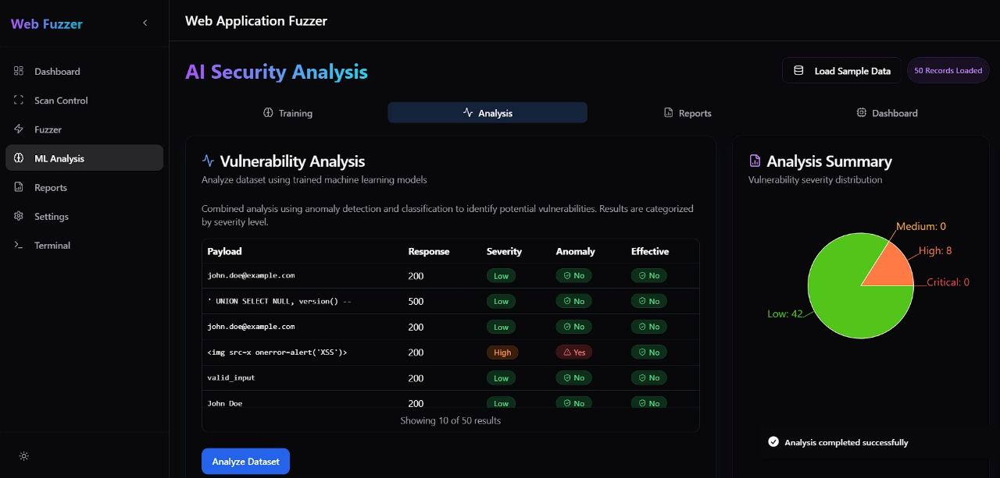 Web Fuzzer
Dashboard
Scan Control
Fuzzer
ML Analysis
Reports
Settings
Terminal
Web Application Fuzzer
AI Security Analysis
Load Sample Data
50 Records Loaded
Training
Analysis
Reports
Dashboard
Vulnerability Analysis
Analyze dataset using trained machine learning models
Combined analysis using anomaly detection and classification to identify potential vulnerabilities. Results are categorized
by severity level.
Payload Response Severity Anomaly Effective
john.doe@example.com 200 Low No No
' UNION SELECT NULL, version() -- 500 Low No No
john.doe@example.com 200 Low No No
<img src=x onerror=alert('XSS')> 200 High Yes No
valid_input 200 Low No No
John Doe 200 Low No No
Showing 10 of 50 results
Analyze Dataset
Analysis Summary
Vulnerability severity distribution
Medium: 0
High: 8
Critical: 0
Low: 42
Analysis completed successfully